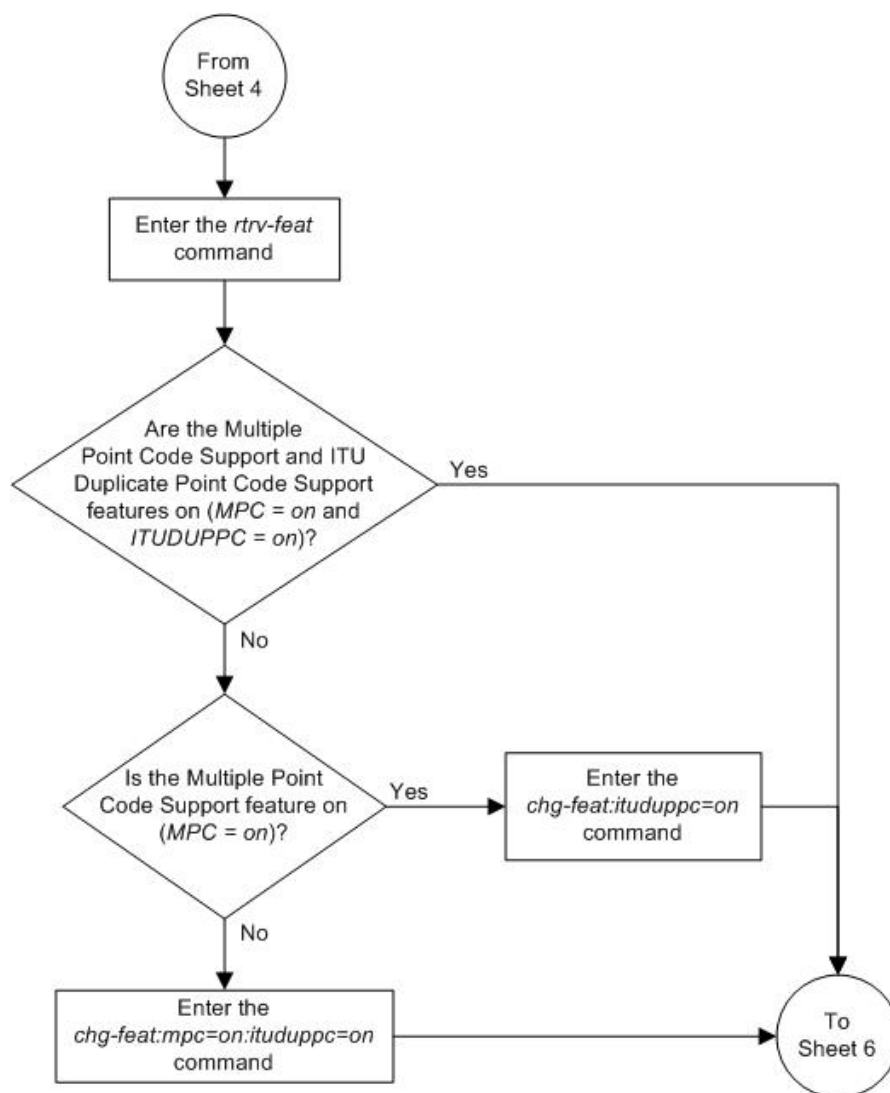 From
Sheet 4
Enter the rtrv-feat
command
Are the Multiple
Point Code Support and ITU
Duplicate Point Code Support
features on (MPC = on and
ITUDUPPC = on)?
Yes
No
Is the Multiple Point
Code Support feature on
(MPC = on)?
Yes
Enter the
chg-feat:ituduppc=on
command
No
Enter the
chg-feat:mpc=on:ituduppc=on
command
To
Sheet 6